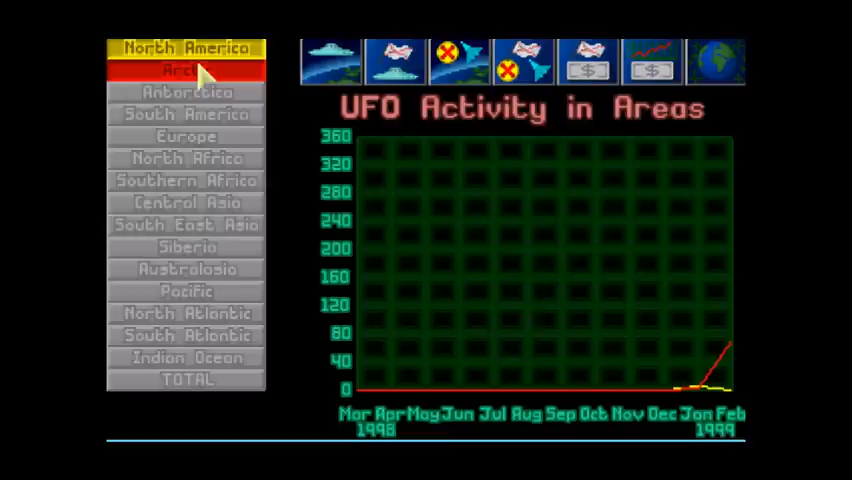 North America
Arctic
Antarctica
South America
Europe
North Africa
Southern Africa
Central Asia
South East Asia
Siberia
Australasia
Pacific
North Atlantic
South Atlantic
Indian Ocean
TOTAL
$ $
UFO Activity in Areas
360
320
280
240
200
160
120
80
40
0
Mar Apr May Jun Jul Aug Sep Oct Nov Dec Jan Feb
1998 1999